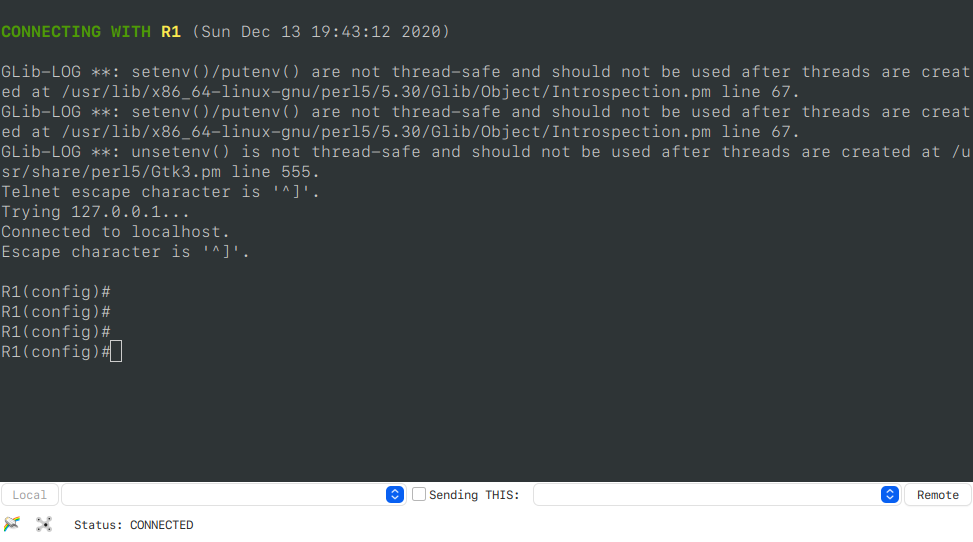 CONNECTING WITH R1 (Sun Dec 13 19:43:12 2020)
GLib-LOG **: setenv()/putenv() are not thread-safe and should not be used after threads are creat
ed at /usr/lib/x86_64-linux-gnu/perl5/5.30/Glib/Object/Introspection.pm line 67.
GLib-LOG **: setenv()/putenv() are not thread-safe and should not be used after threads are creat
ed at /usr/lib/x86_64-linux-gnu/perl5/5.30/Glib/Object/Introspection.pm line 67.
GLib-LOG **: unsetenv() is not thread-safe and should not be used after threads are created at /u
sr/share/perl5/Gtk3.pm line 555.
Telnet escape character is '^]'.
Trying 127.0.0.1...
Connected to localhost.
Escape character is '^]'.
R1(config)#
R1(config)#
R1(config)#
R1(config)#
Local Sending THIS: Remote
Status: CONNECTED